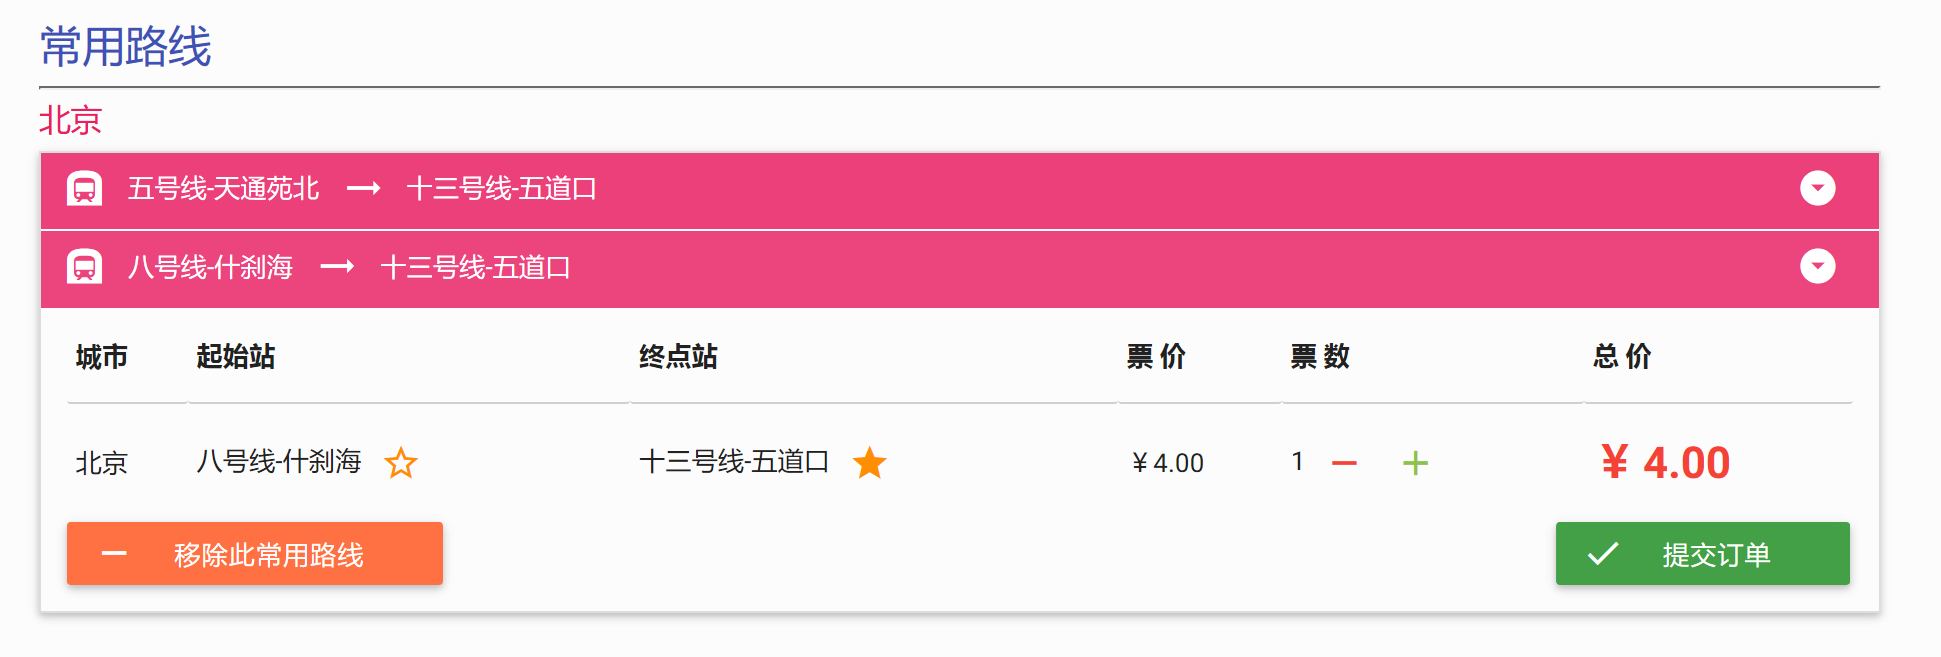 常用路线
北京
五号线-天通苑北 → 十三号线-五道口
八号线-什刹海 → 十三号线-五道口
城市 起始站 终点站 票 价 票 数 总 价
北京 八号线-什刹海 十三号线-五道口 ¥ 4.00 1 − + ¥ 4.00
移除此常用路线 提交订单